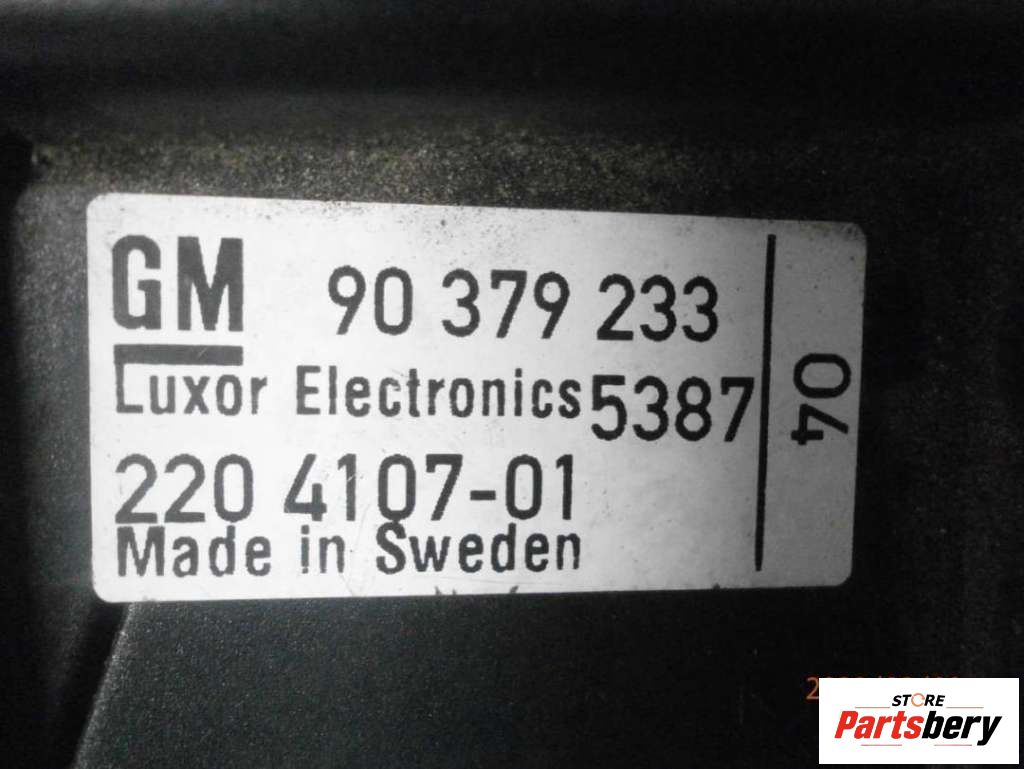 GM 90 379 233
Luxor Electronics 5387
220 4107-01
Made in Sweden
04
STORE
Partsbery